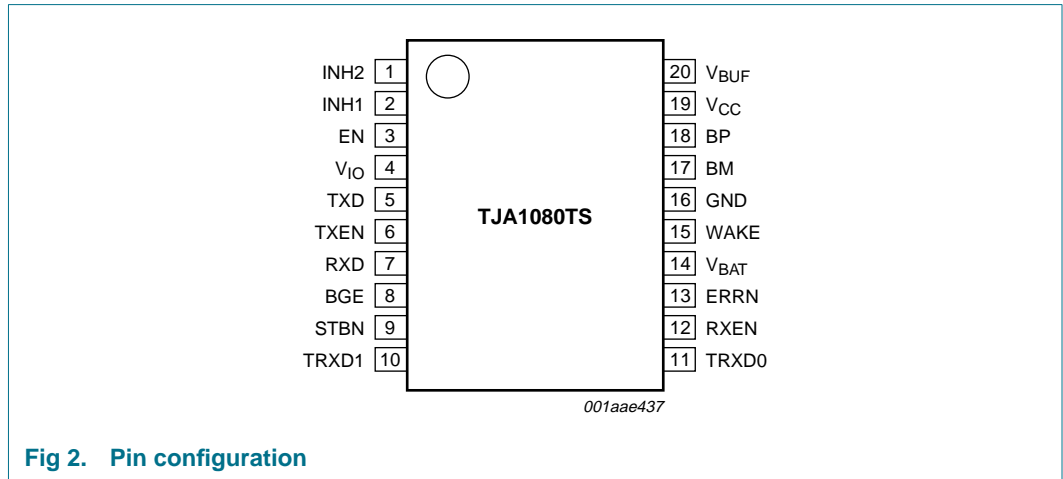 INH2 1
INH1 2
EN 3
VIO 4
TXD 5
TXEN 6
RXD 7
BGE 8
STBN 9
TRXD1 10
TJA1080TS
20 VBUF
19 VCC
18 BP
17 BM
16 GND
15 WAKE
14 VBAT
13 ERRN
12 RXEN
11 TRXD0
001aae437
Fig 2. Pin configuration